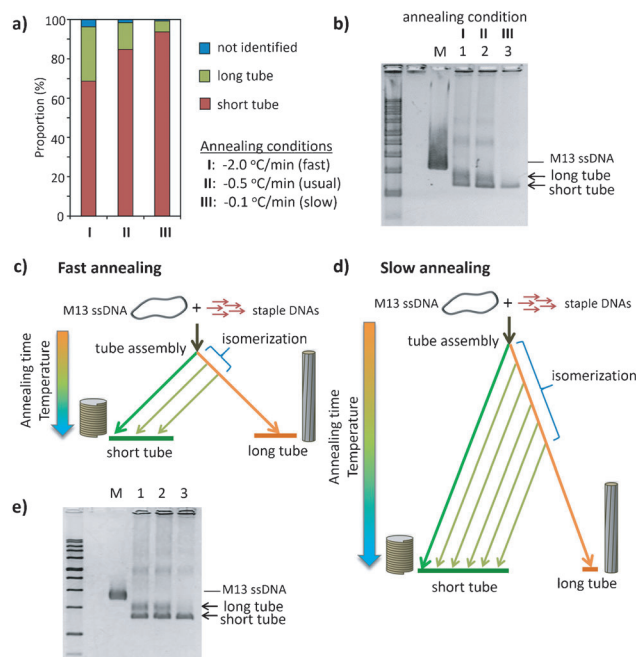 a)
100
80
60
40
20
0
Proportion (%)
I II III
not identified
long tube
short tube
Annealing conditions
I: -2.0 °C/min (fast)
II: -0.5 °C/min (usual)
III: -0.1 °C/min (slow)
b)
annealing condition
I II III
M 1 2 3
M13 ssDNA
long tube
short tube
c) Fast annealing
M13 ssDNA + staple DNAs
tube assembly
isomerization
Annealing time
Temperature
short tube
long tube
d) Slow annealing
M13 ssDNA + staple DNAs
tube assembly
isomerization
Annealing time
Temperature
short tube
long tube
e)
M 1 2 3
M13 ssDNA
long tube
short tube